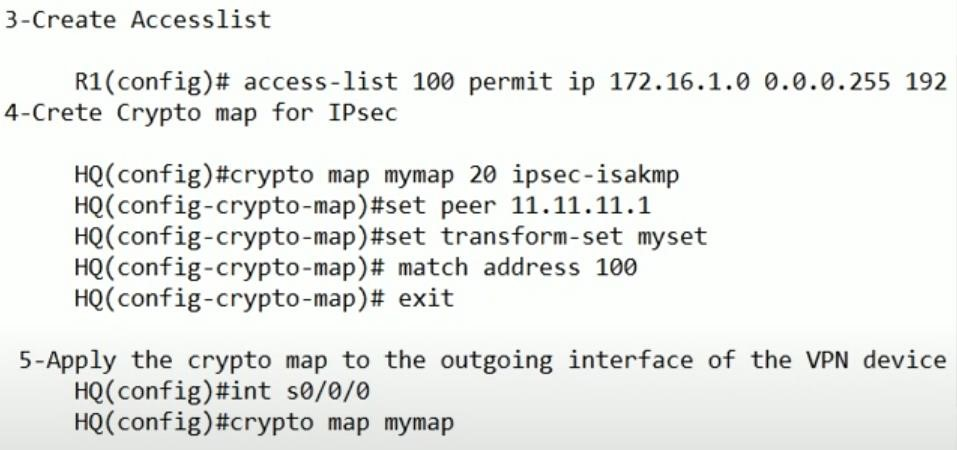 3-Create Accesslist
R1(config)# access-list 100 permit ip 172.16.1.0 0.0.0.255 192
4-Crete Crypto map for IPsec
HQ(config)#crypto map mymap 20 ipsec-isakmp
HQ(config-crypto-map)#set peer 11.11.11.1
HQ(config-crypto-map)#set transform-set myset
HQ(config-crypto-map)# match address 100
HQ(config-crypto-map)# exit
5-Apply the crypto map to the outgoing interface of the VPN device
HQ(config)#int s0/0/0
HQ(config)#crypto map mymap